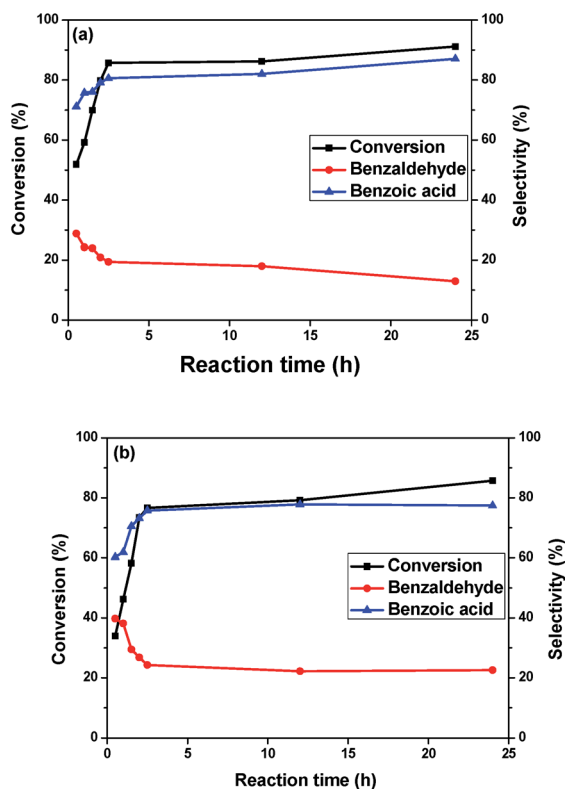 (a)
100
80
60
40
20
0
Conversion (%)
100
80
60
40
20
0
Selectivity (%)
Conversion
Benzaldehyde
Benzoic acid
0 5 10 15 20 25
Reaction time (h)
(b)
100
80
60
40
20
0
Conversion (%)
100
80
60
40
20
0
Selectivity (%)
Conversion
Benzaldehyde
Benzoic acid
0 5 10 15 20 25
Reaction time (h)